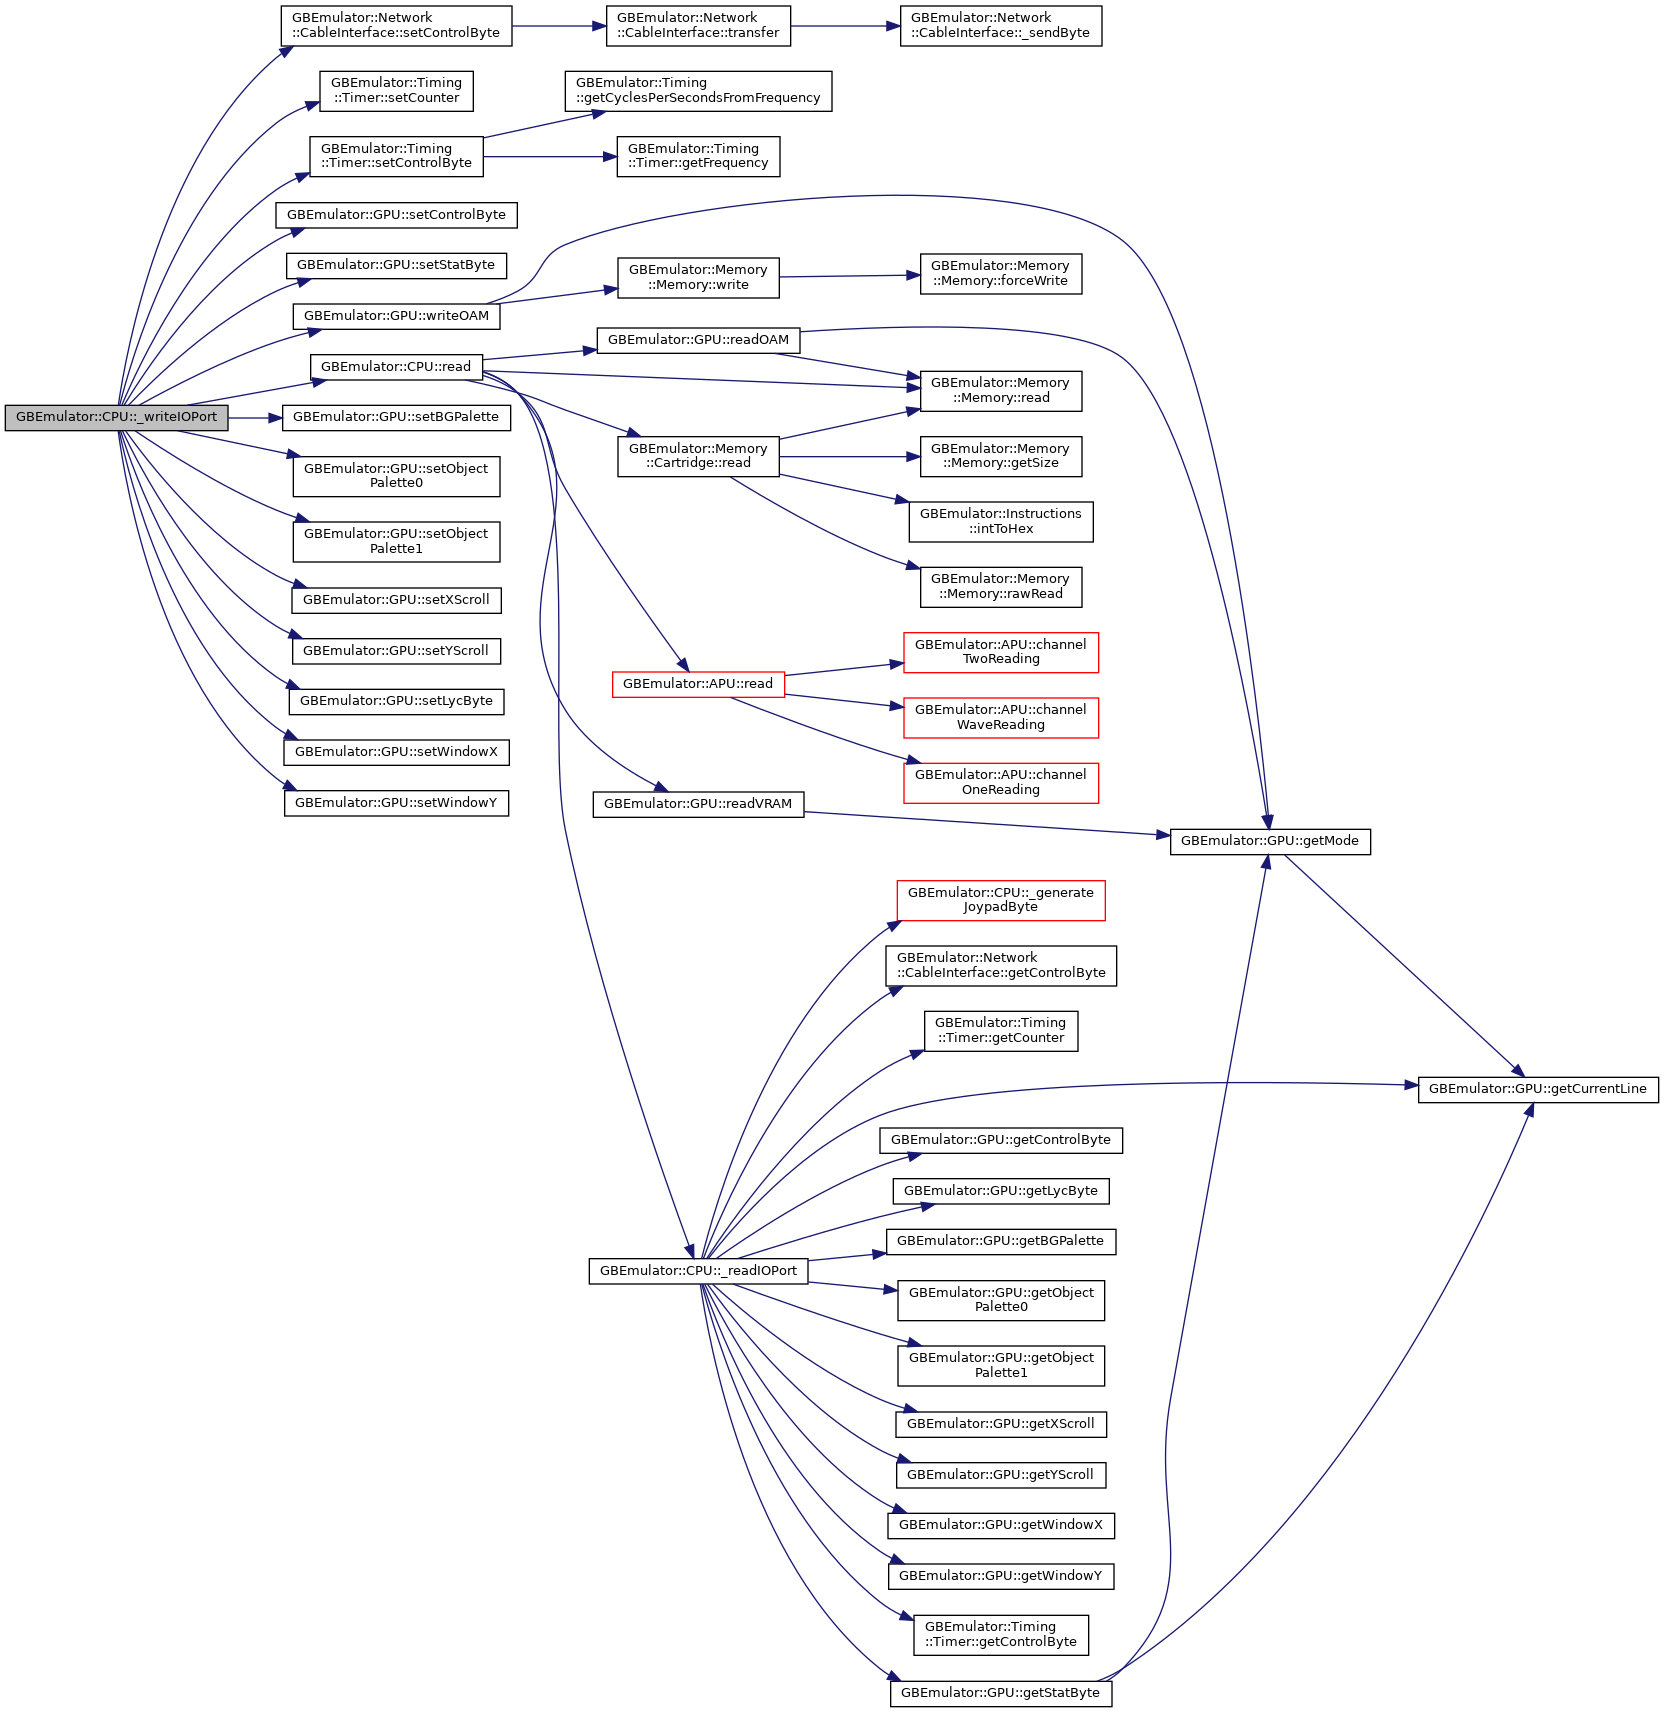 GBEmulator::Network
::CableInterface::setControlByte
GBEmulator::Network
::CableInterface::transfer
GBEmulator::Network
::CableInterface::_sendByte
GBEmulator::Timing
::Timer::setCounter
GBEmulator::Timing
::getCyclesPerSecondsFromFrequency
GBEmulator::Timing
::Timer::setControlByte
GBEmulator::Timing
::Timer::getFrequency
GBEmulator::GPU::setControlByte
GBEmulator::GPU::setStatByte
GBEmulator::Memory
::Memory::write
GBEmulator::Memory
::Memory::forceWrite
GBEmulator::GPU::writeOAM
GBEmulator::GPU::readOAM
GBEmulator::CPU::read
GBEmulator::Memory
::Memory::read
GBEmulator::CPU::_writeIOPort
GBEmulator::GPU::setBGPalette
GBEmulator::Memory
::Cartridge::read
GBEmulator::Memory
::Memory::getSize
GBEmulator::GPU::setObject
Palette0
GBEmulator::Instructions
::intToHex
GBEmulator::GPU::setObject
Palette1
GBEmulator::Memory
::Memory::rawRead
GBEmulator::GPU::setXScroll
GBEmulator::GPU::setYScroll
GBEmulator::APU::channel
TwoReading
GBEmulator::APU::read
GBEmulator::GPU::setLycByte
GBEmulator::APU::channel
WaveReading
GBEmulator::GPU::setWindowX
GBEmulator::APU::channel
OneReading
GBEmulator::GPU::setWindowY
GBEmulator::GPU::readVRAM
GBEmulator::GPU::getMode
GBEmulator::CPU::_generate
JoypadByte
GBEmulator::Network
::CableInterface::getControlByte
GBEmulator::Timing
::Timer::getCounter
GBEmulator::GPU::getCurrentLine
GBEmulator::GPU::getControlByte
GBEmulator::GPU::getLycByte
GBEmulator::GPU::getBGPalette
GBEmulator::CPU::_readIOPort
GBEmulator::GPU::getObject
Palette0
GBEmulator::GPU::getObject
Palette1
GBEmulator::GPU::getXScroll
GBEmulator::GPU::getYScroll
GBEmulator::GPU::getWindowX
GBEmulator::GPU::getWindowY
GBEmulator::Timing
::Timer::getControlByte
GBEmulator::GPU::getStatByte